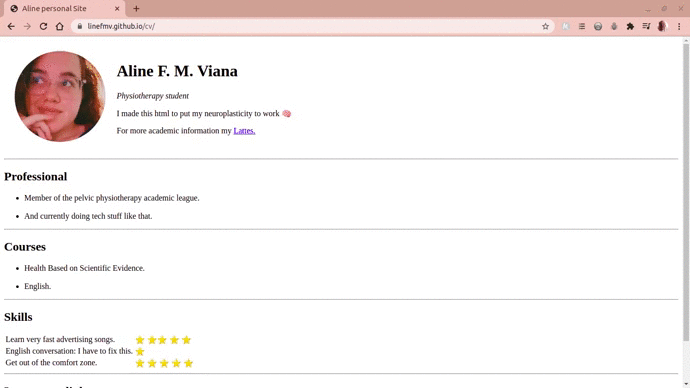 Aline personal Site
linefmv.github.io/cv/
Aline F. M. Viana
Physiotherapy student
I made this html to put my neuroplasticity to work 🧠
For more academic information my Lattes.
Professional
Member of the pelvic physiotherapy academic league.
And currently doing tech stuff like that.
Courses
Health Based on Scientific Evidence.
English.
Skills
Learn very fast advertising songs. ⭐⭐⭐⭐⭐
English conversation: I have to fix this. ⭐
Get out of the comfort zone. ⭐⭐⭐⭐⭐